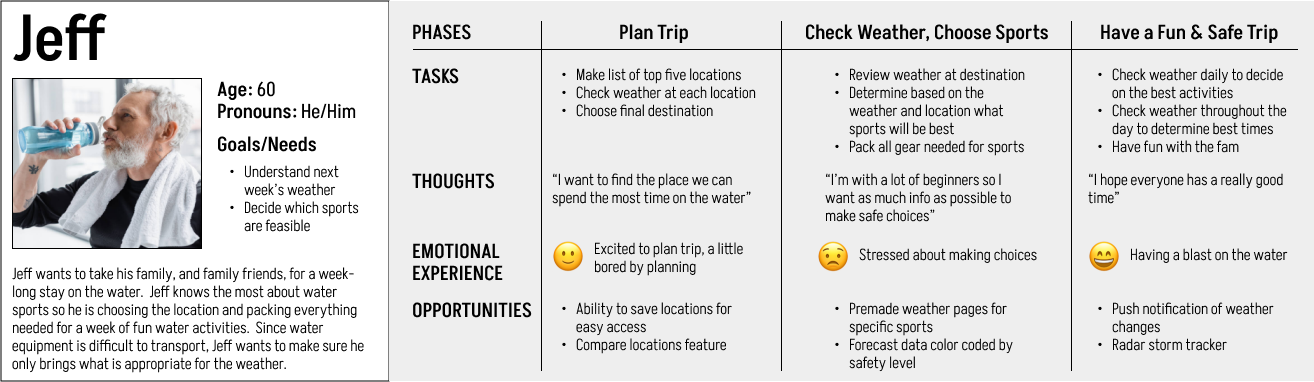 Jeff
Age: 60
Pronouns: He/Him
Goals/Needs
• Understand next
week's weather
• Decide which sports
are feasible
Jeff wants to take his family, and family friends, for a week-
long stay on the water.  Jeff knows the most about water
sports so he is choosing the location and packing everything
needed for a week of fun water activities.  Since water
equipment is difficult to transport, Jeff wants to make sure he
only brings what is appropriate for the weather.
PHASES
Plan Trip
Check Weather, Choose Sports
Have a Fun & Safe Trip
TASKS
• Make list of top five locations
• Check weather at each location
• Choose final destination
• Review weather at destination
• Determine based on the
weather and location what
sports will be best
• Pack all gear needed for sports
• Check weather daily to decide
on the best activities
• Check weather throughout the
day to determine best times
• Have fun with the fam
THOUGHTS
“I want to find the place we can
spend the most time on the water”
“I'm with a lot of beginners so I
want as much info as possible to
make safe choices”
“I hope everyone has a really good
time”
EMOTIONAL
EXPERIENCE
Excited to plan trip, a little
bored by planning
Stressed about making choices
Having a blast on the water
OPPORTUNITIES
• Ability to save locations for
easy access
• Compare locations feature
• Premade weather pages for
specific sports
• Forecast data color coded by
safety level
• Push notification of weather
changes
• Radar storm tracker